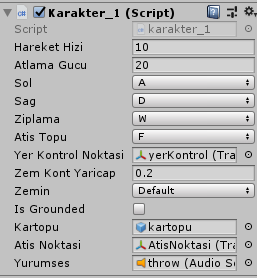 Karakter_1 (Script)
Script karakter_1
Hareket Hizi 10
Atlama Gucu 20
Sol A
Sag D
Ziplama W
Atis Topu F
Yer Kontrol Noktasi yerKontrol (Tra
Zem Kont Yaricap 0.2
Zemin Default
Is Grounded
Kartopu kartopu
Atis Noktasi AtisNoktasi (Tra
Yurumses throw (Audio So